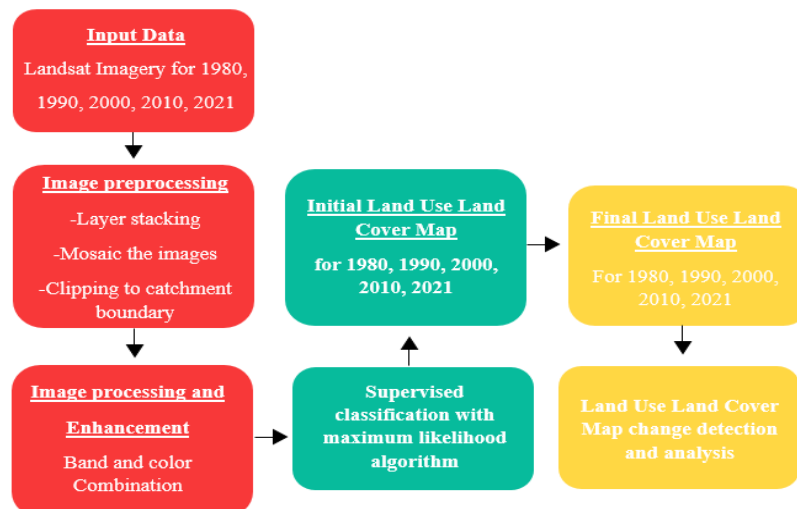 Input Data
Landsat Imagery for 1980,
1990, 2000, 2010, 2021
Image preprocessing
-Layer stacking
-Mosaic the images
-Clipping to catchment
boundary
Image processing and
Enhancement
Band and color
Combination
Supervised
classification with
maximum likelihood
algorithm
Initial Land Use Land
Cover Map
for 1980, 1990, 2000,
2010, 2021
Final Land Use Land
Cover Map
For 1980, 1990, 2000,
2010, 2021
Land Use Land Cover
Map change detection
and analysis